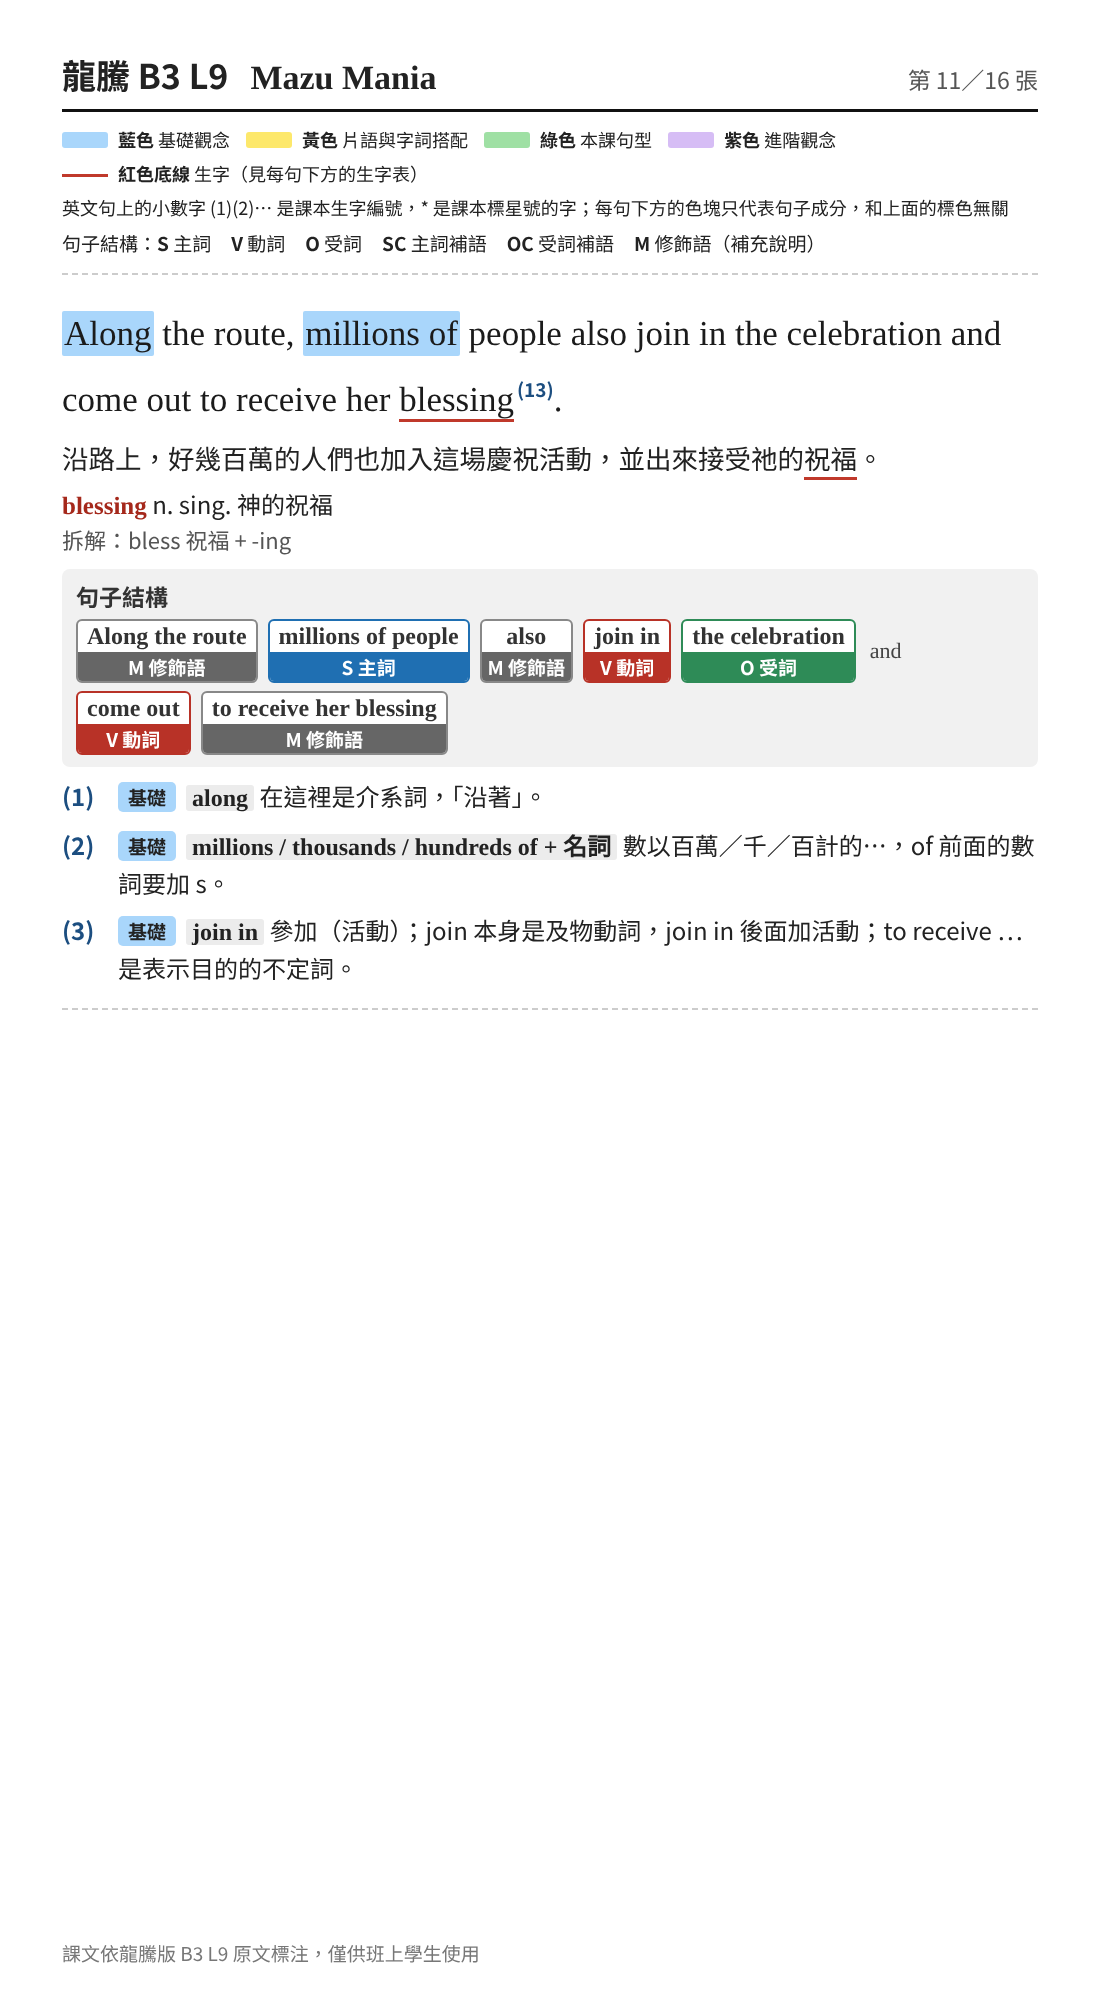 龍騰 B3 L9 Mazu Mania
第 11／16 張
藍色 基礎觀念 黃色 片語與字詞搭配 綠色 本課句型 紫色 進階觀念
紅色底線 生字（見每句下方的生字表）
英文句上的小數字 (1)(2)⋯ 是課本生字編號，* 是課本標星號的字；每句下方的色塊只代表句子成分，和上面的標色無關
句子結構：S 主詞 V 動詞 O 受詞 SC 主詞補語 OC 受詞補語 M 修飾語（補充說明）
Along the route, millions of people also join in the celebration and
come out to receive her blessing(13).
沿路上，好幾百萬的人們也加入這場慶祝活動，並出來接受祂的祝福。
blessing n. sing. 神的祝福
拆解：bless 祝福 + -ing
句子結構
Along the route millions of people also join in the celebration and
M 修飾語 S 主詞 M 修飾語 V 動詞 O 受詞
come out to receive her blessing
V 動詞 M 修飾語
(1) 基礎 along 在這裡是介系詞，「沿著」。
(2) 基礎 millions / thousands / hundreds of + 名詞 數以百萬／千／百計的⋯，of 前面的數
詞要加 s。
(3) 基礎 join in 參加（活動）；join 本身是及物動詞，join in 後面加活動；to receive …
是表示目的的不定詞。
課文依龍騰版 B3 L9 原文標注，僅供班上學生使用